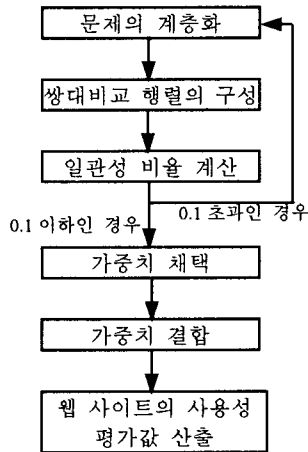 문제의 계층화
쌍대비교 행렬의 구성
일관성 비율 계산
0.1 이하인 경우
0.1 초과인 경우
가중치 채택
가중치 결합
웹 사이트의 사용성
평가값 산출